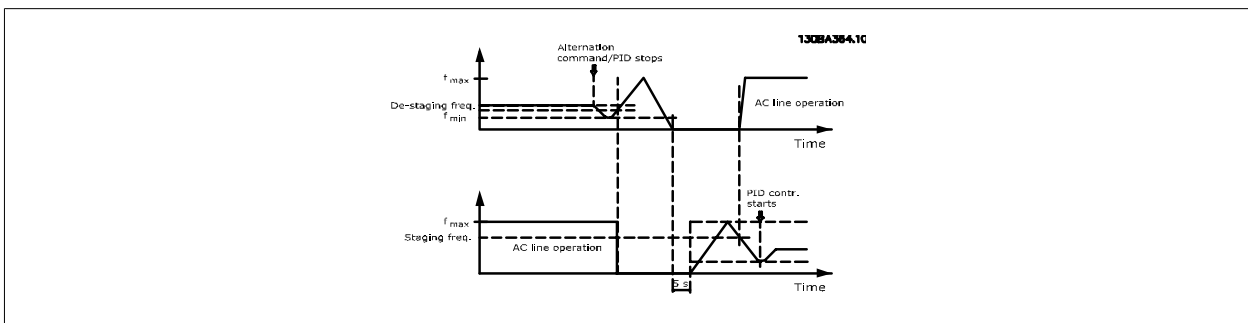 130BA364.10
Alternation
command/PID stops
f max
De-staging freq.
f min
AC line operation
Time
PID contr.
starts
f max
Staging freq.
AC line operation
5 s
Time